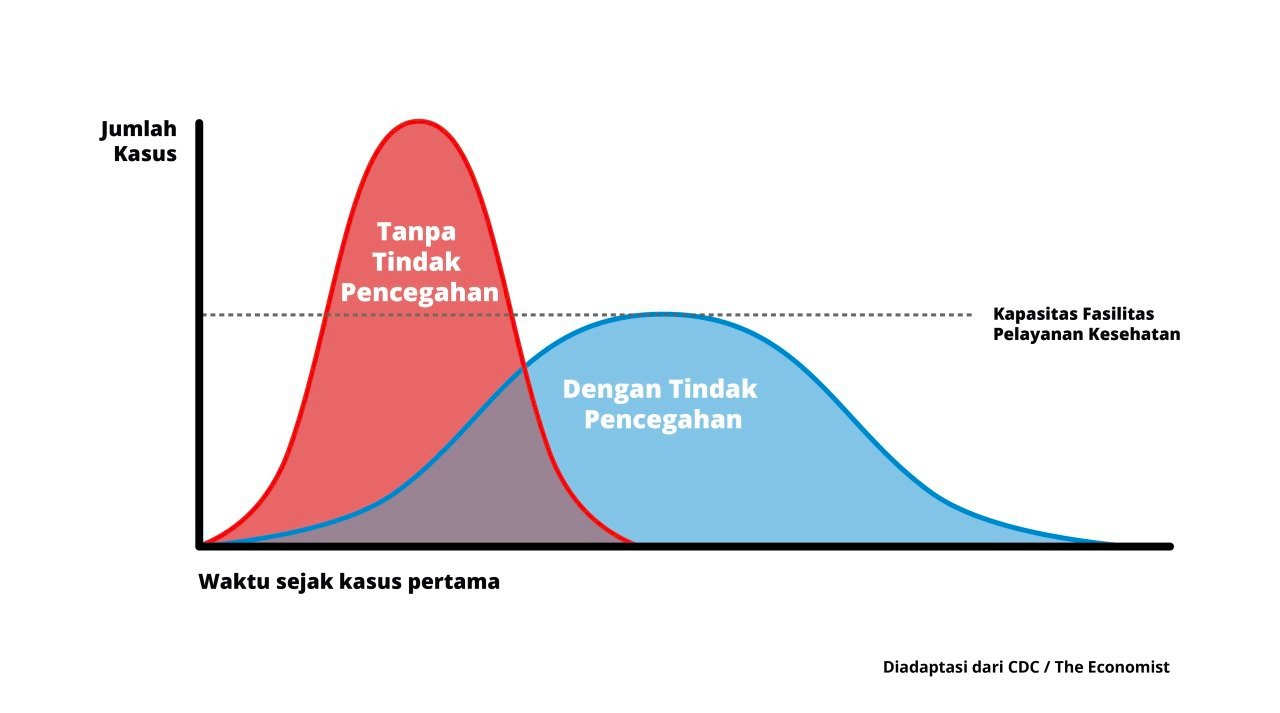 Jumlah
Kasus
Tanpa
Tindak
Pencegahan
Kapasitas Fasilitas
Pelayanan Kesehatan
Dengan Tindak
Pencegahan
Waktu sejak kasus pertama
Diadaptasi dari CDC / The Economist